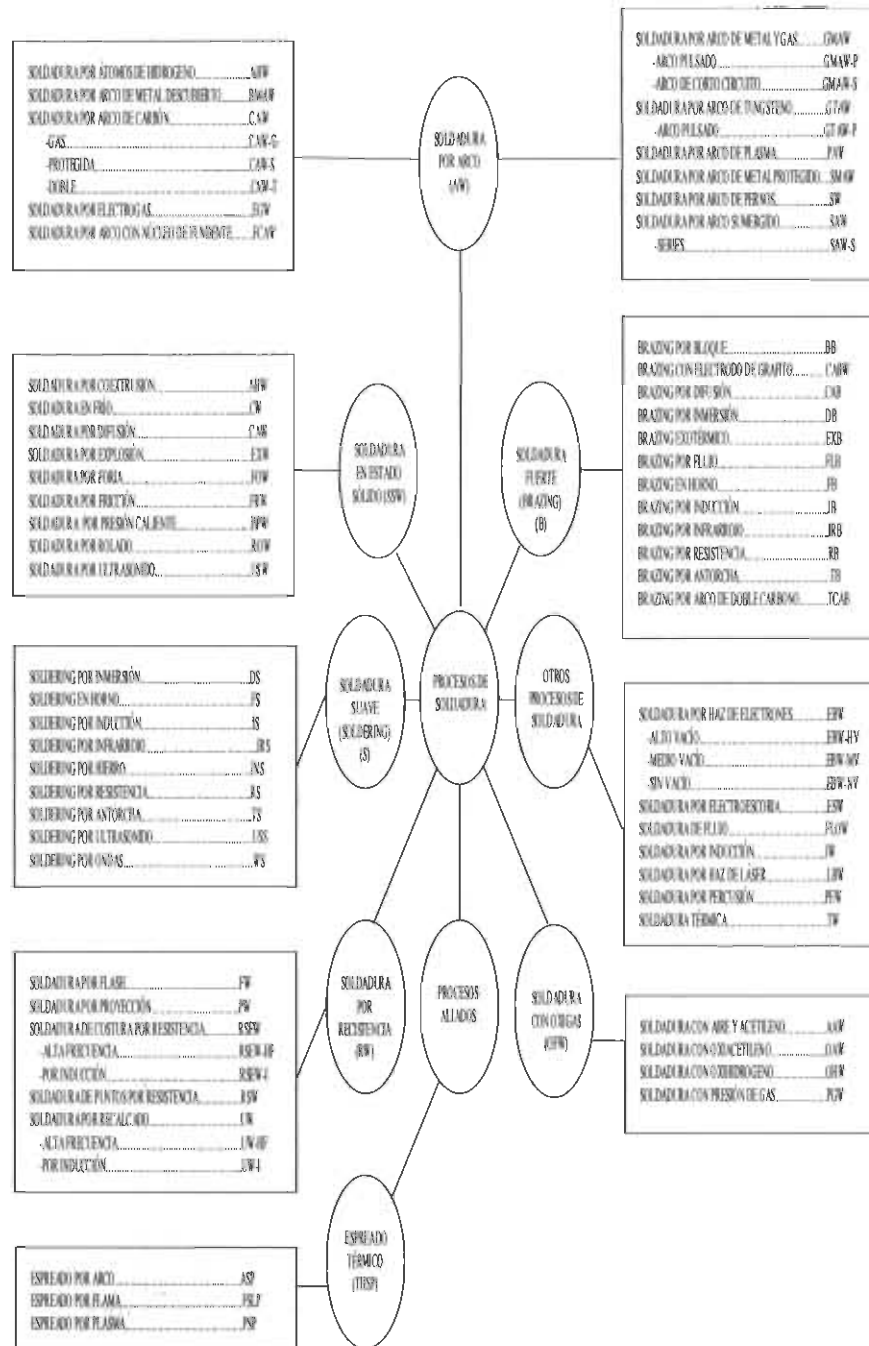 SOLDADURA POR ÁTOMOS DE HIDROGENO AHW
SOLDADURA POR ARCO DE METAL DESCUBIERTO BMAW
SOLDADURA POR ARCO DE CARBÓN CAW
-GAS CAW-G
-PROTEGIDA CAW-S
-DOBLE CAW-T
SOLDADURA POR ELECTROGAS EGW
SOLDADURA POR ARCO CON NÚCLEO DE FUNDENTE FCAW
SOLDADURA
POR ARCO
(AW)
SOLDADURA POR ARCO DE METAL Y GAS GMAW
-ARCO PULSADO GMAW-P
-ARCO DE CORTO CIRCUITO GMAW-S
SOLDADURA POR ARCO DE TUNGSTENO GTAW
-ARCO PULSADO GTAW-P
SOLDADURA POR ARCO DE PLASMA PAW
SOLDADURA POR ARCO DE METAL PROTEGIDO SMAW
SOLDADURA POR ARCO DE PERNOS SW
SOLDADURA POR ARCO SUMERGIDO SAW
-SERIES SAW-S
SOLDADURA POR COEXTRUSIÓN
SOLDADURA EN FRÍO CW
SOLDADURA POR DIFUSIÓN CAW
SOLDADURA POR EXPLOSIÓN EXW
SOLDADURA POR FORJA FOW
SOLDADURA POR FRICCIÓN FRW
SOLDADURA POR PRESIÓN CALIENTE HPW
SOLDADURA POR ROLADO ROW
SOLDADURA POR ULTRASONIDO USW
SOLDADURA
EN ESTADO
SÓLIDO (SSW)
SOLDADURA
FUERTE
(BRAZING)
(B)
BRAZING POR BLOQUE BB
BRAZING CON ELECTRODO DE GRAFITO CABW
BRAZING POR DIFUSIÓN CAB
BRAZING POR INMERSIÓN DB
BRAZING EXOTÉRMICO EXB
BRAZING POR FLUJO FLB
BRAZING EN HORNO FB
BRAZING POR INDUCCIÓN IB
BRAZING POR INFRARROJO IRB
BRAZING POR RESISTENCIA RB
BRAZING POR ANTORCHA TB
BRAZING POR ARCO DE DOBLE CARBONO TCAB
SOLDERING POR INMERSIÓN DS
SOLDERING EN HORNO FS
SOLDERING POR INDUCCIÓN IS
SOLDERING POR INFRARROJO IRS
SOLDERING POR HIERRO INS
SOLDERING POR RESISTENCIA RS
SOLDERING POR ANTORCHA TS
SOLDERING POR ULTRASONIDO USS
SOLDERING POR ONDAS WS
SOLDADURA
SUAVE
(SOLDERING)
(S)
PROCESOS DE
SOLDADURA
OTROS
PROCESOS DE
SOLDADURA
SOLDADURA POR HAZ DE ELECTRONES EBW
-ALTO VACÍO EBW-HV
-MEDIO VACÍO EBW-MV
-SIN VACIO EBW-NV
SOLDADURA POR ELECTROESCORIA ESW
SOLDADURA DE FLUJO FLOW
SOLDADURA POR INDUCCIÓN IW
SOLDADURA POR HAZ DE LÁSER LBW
SOLDADURA POR PERCUSIÓN PEW
SOLDADURA TÉRMICA TW
SOLDADURA POR FLASH FW
SOLDADURA POR PROYECCIÓN PW
SOLDADURA DE COSTURA POR RESISTENCIA RSEW
-ALTA FRECUENCIA RSEW-HF
-POR INDUCCIÓN RSEW-I
SOLDADURA DE PUNTOS POR RESISTENCIA RSW
SOLDADURA POR RECALCADO UW
-ALTA FRECUENCIA UW-HF
-POR INDUCCIÓN UW-I
SOLDADURA
POR
RECISTENCIA
(RW)
PROCESOS
ALIADOS
SOLDADURA
CON OXIGAS
(OFW)
SOLDADURA CON AIRE Y ACETILENO AAW
SOLDADURA CON OXIACETILENO OAW
SOLDADURA CON OXIHIDROGENO OHW
SOLDADURA CON PRESIÓN DE GAS PGW
ESPREADO
TÉRMICO
(THSP)
ESPREADO POR ARCO ASP
ESPREADO POR FLAMA FSLP
ESPREADO POR PLASMA PSP